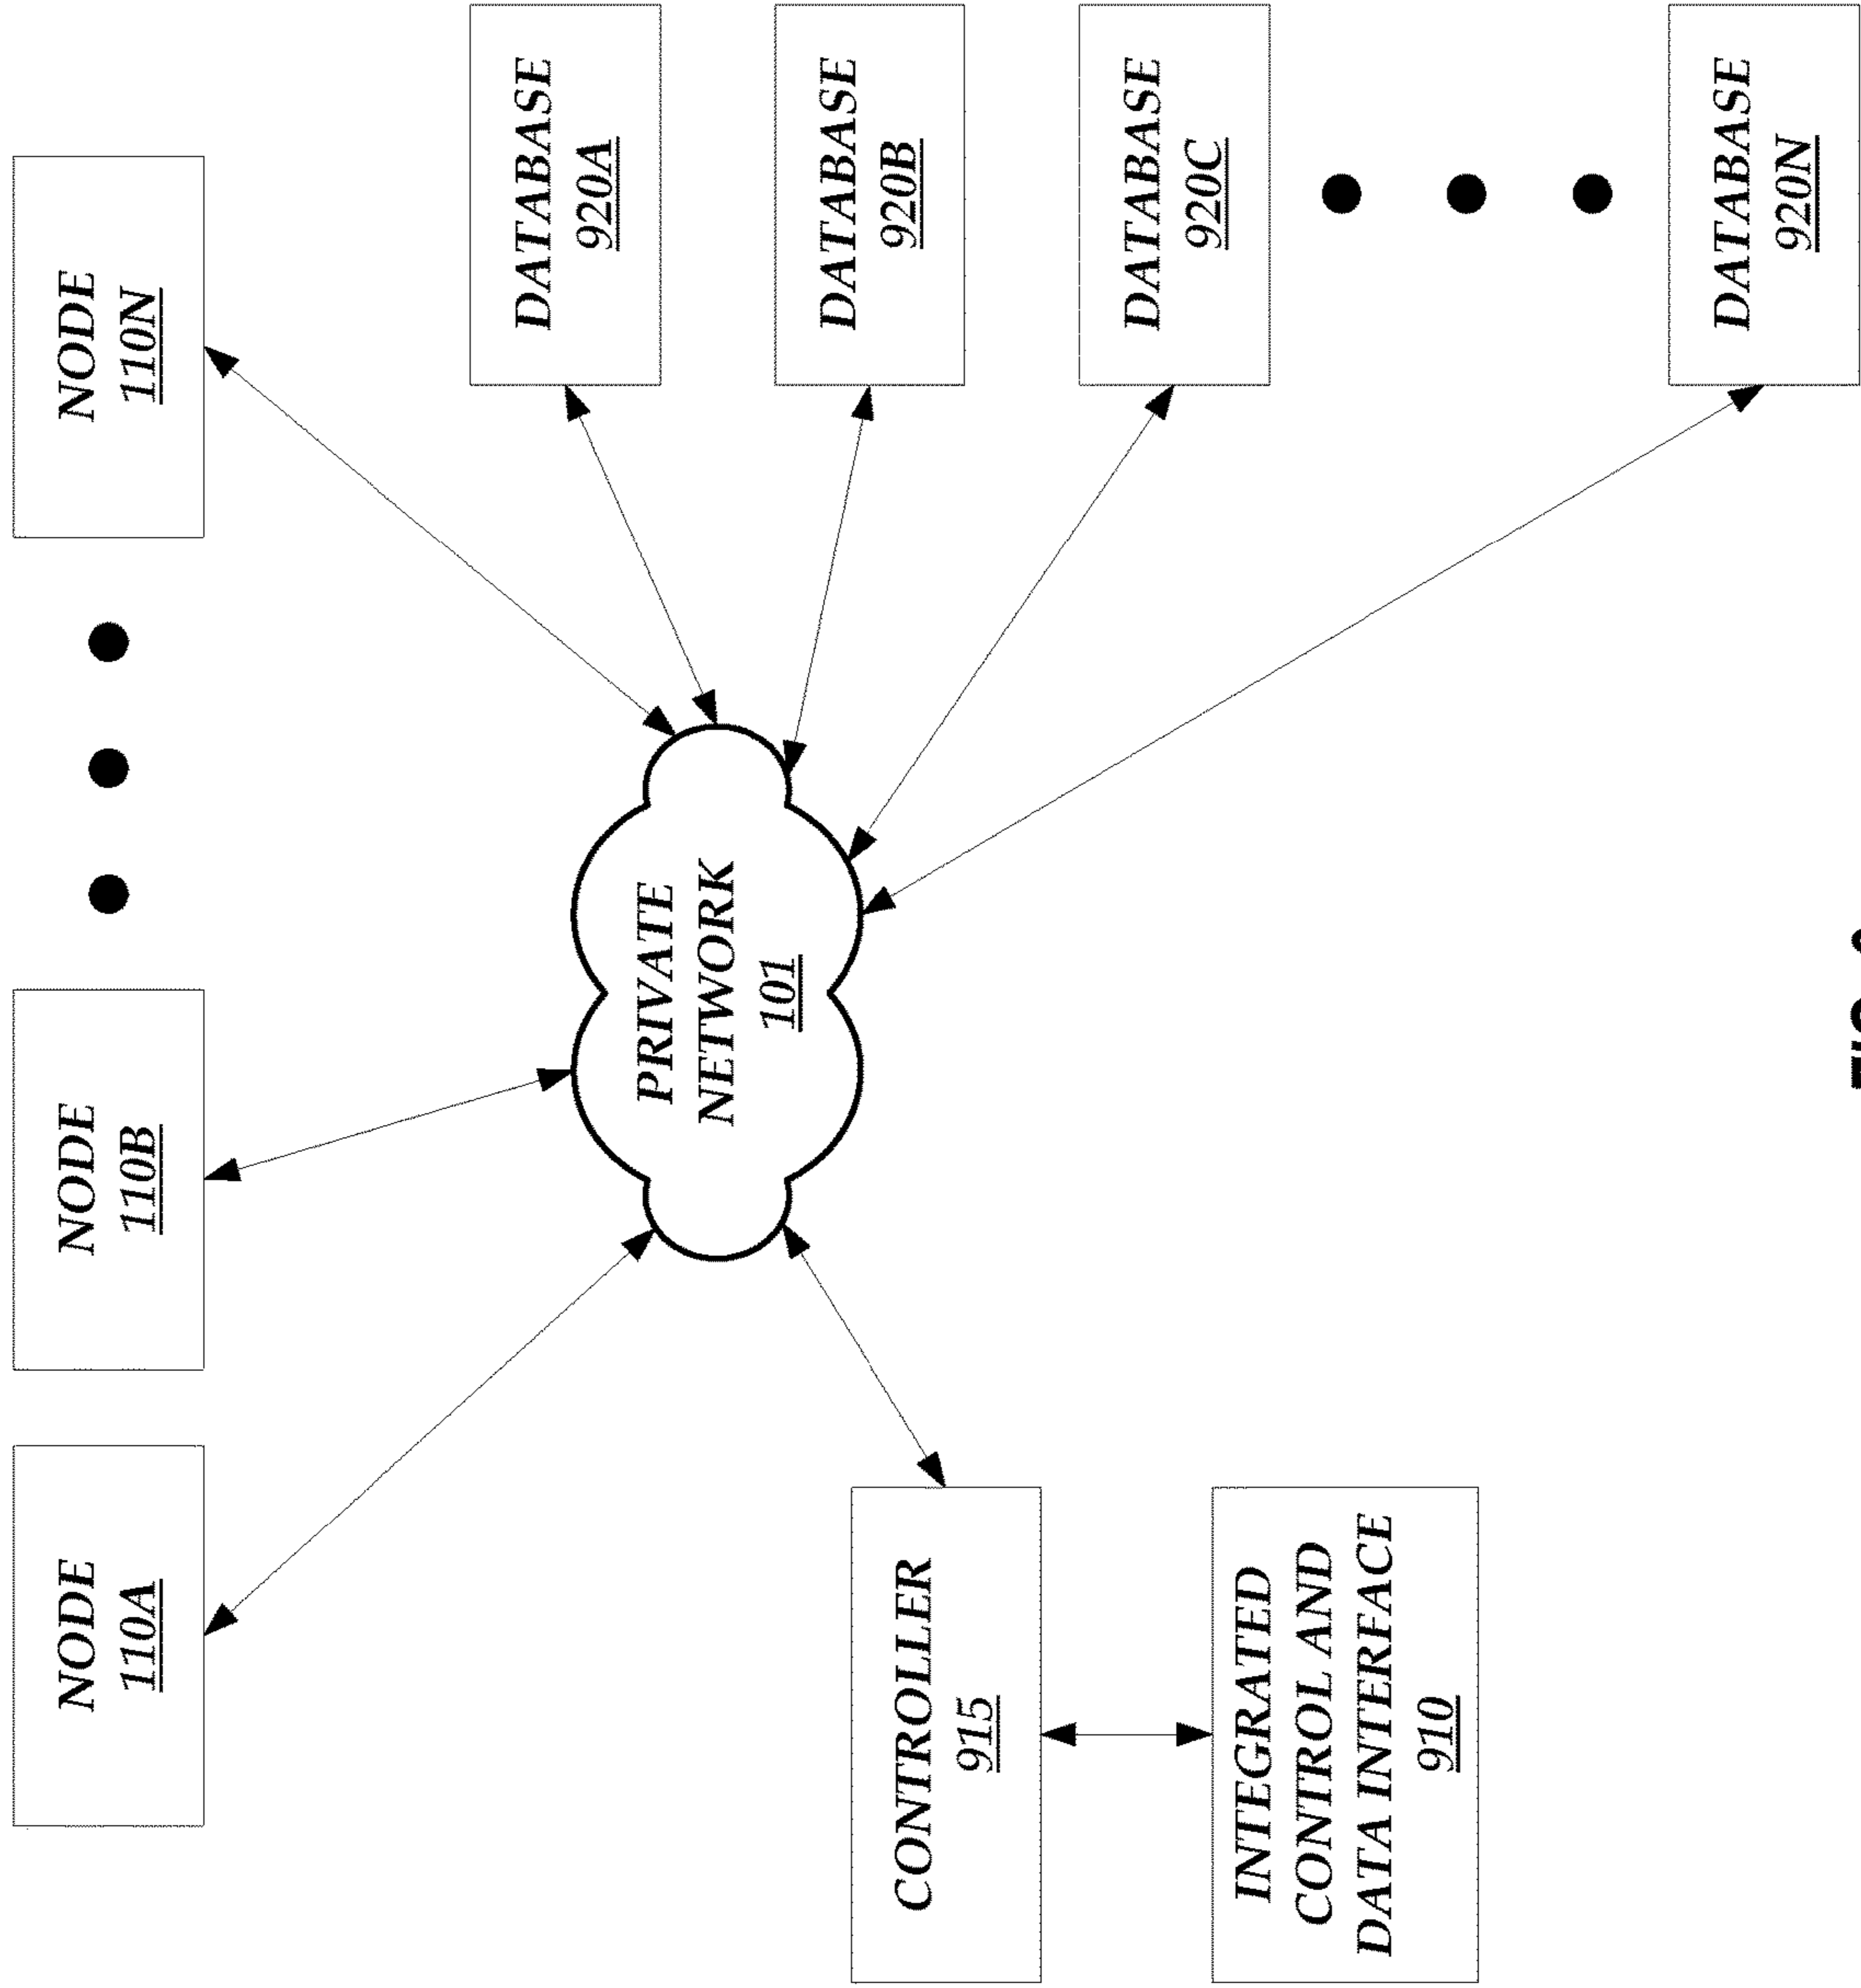 NODE
110A
NODE
110B
NODE
110N
DATABASE
920A
PRIVATE
NETWORK
101
DATABASE
920B
CONTROLLER
915
DATABASE
920C
INTEGRATED
CONTROL AND
DATA INTERFACE
910
DATABASE
920N